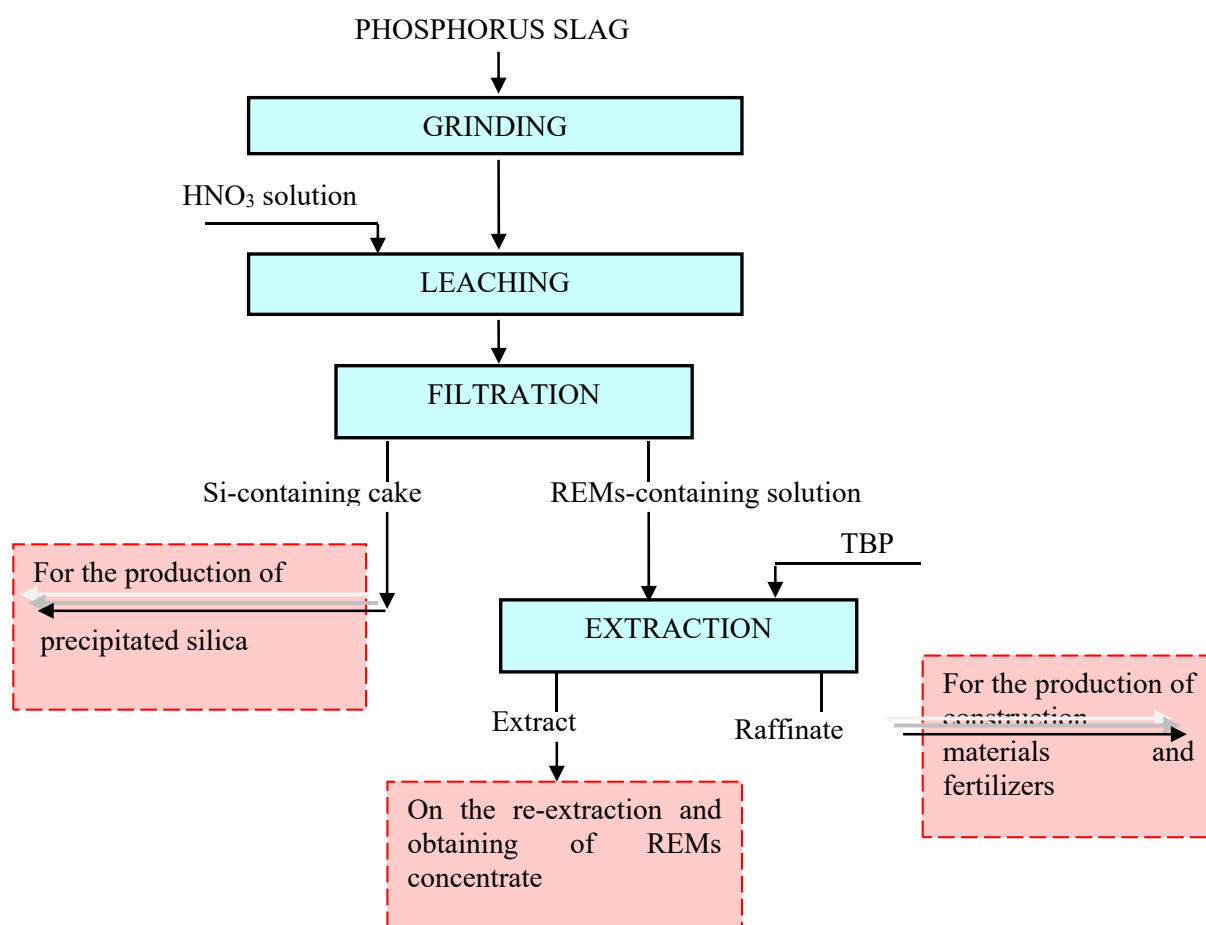 PHOSPHORUS SLAG
GRINDING
HNO₃ solution
LEACHING
FILTRATION
Si-containing cake
REMs-containing solution
TBP
For the production of
precipitated silica
EXTRACTION
For the production of
construction
materials and
fertilizers
Extract
Raffinate
On the re-extraction and
obtaining of REMs
concentrate